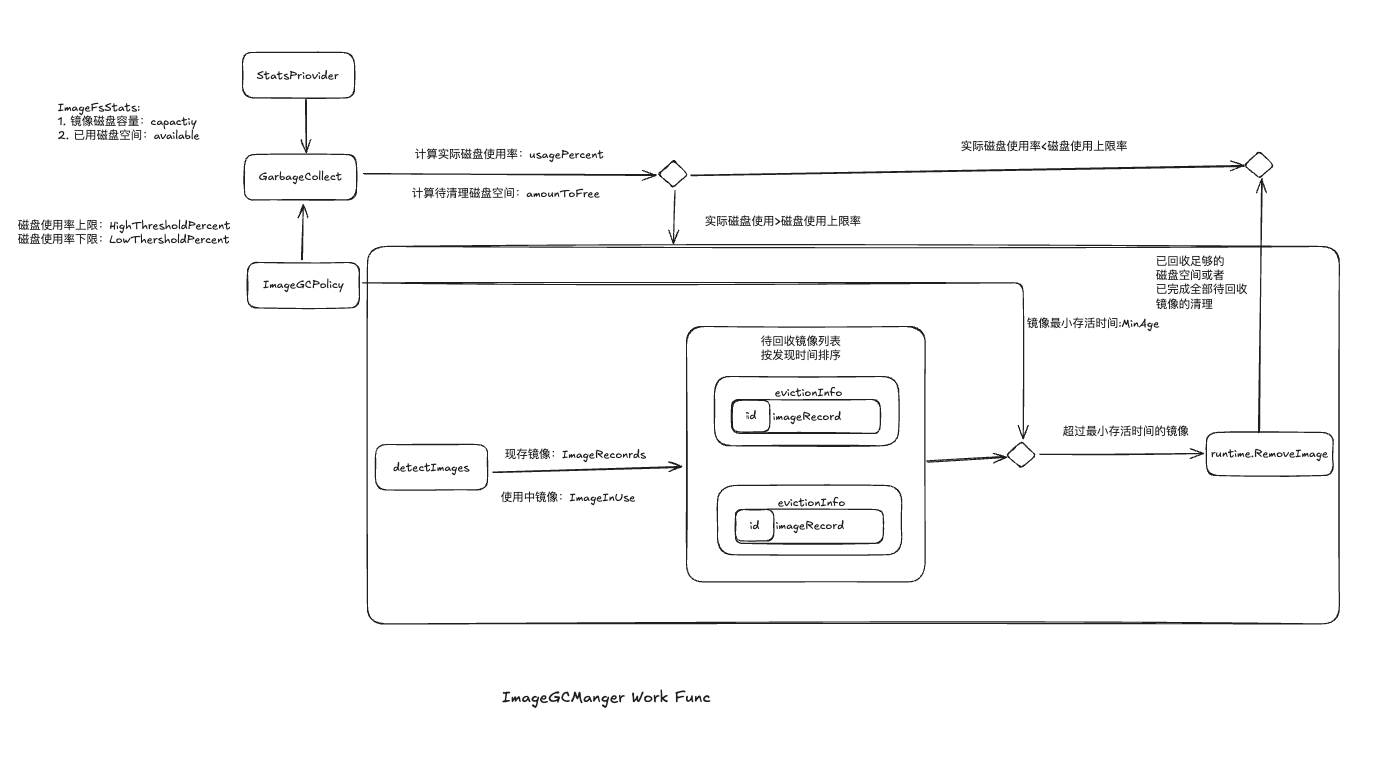 StatsPriovider
ImageFsStats:
1. 镜像磁盘容量：capactiy
2. 已用磁盘空间：available
实际磁盘使用率<磁盘使用上限率
计算实际磁盘使用率：usagePercent
GarbageCollect
计算待清理磁盘空间：amounToFree
磁盘使用率上限：HighThresholdPercent
磁盘使用率下限：LowThersholdPercent
实际磁盘使用>磁盘使用上限率
ImageGCPolicy
已回收足够的
磁盘空间或者
已完成全部待回收
镜像的清理
镜像最小存活时间:MinAge
待回收镜像列表
按发现时间排序
evictionInfo
id imageRecord
超过最小存活时间的镜像
现存镜像：ImageReconrds
detectImages
runtime.RemoveImage
使用中镜像：ImageInUse
evictionInfo
id imageRecord
ImageGCManger Work Func